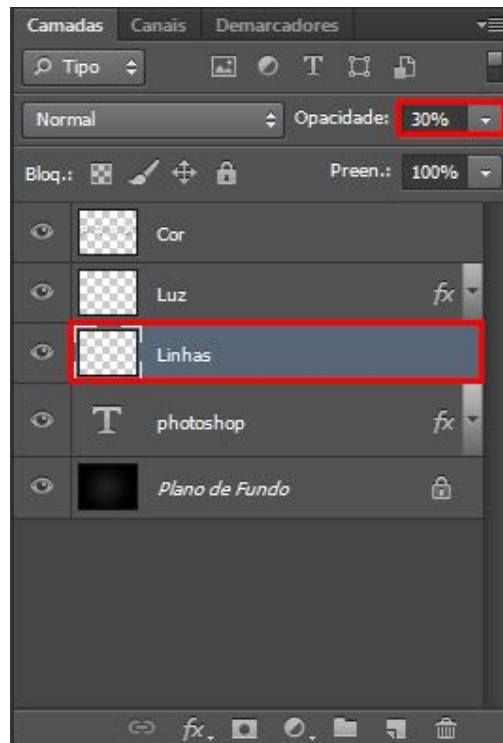 Camadas Canais Demarcadores
Tipo T
Normal Opacidade: 30%
Bloq.: Preen.: 100%
Cor
Luz fx
Linhas
T photoshop fx
Plano de Fundo
fx.